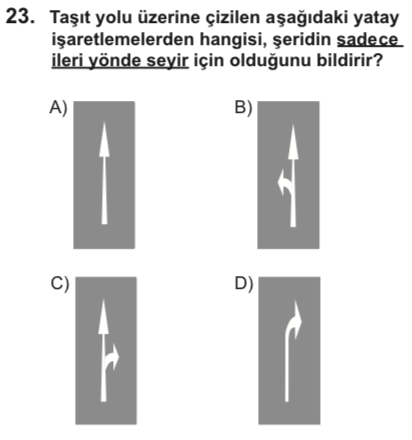 23. Taşıt yolu üzerine çizilen aşağıdaki yatay
işaretlemelerden hangisi, şeridin sadece
ileri yönde seyir için olduğunu bildirir?
A) B)
C) D)